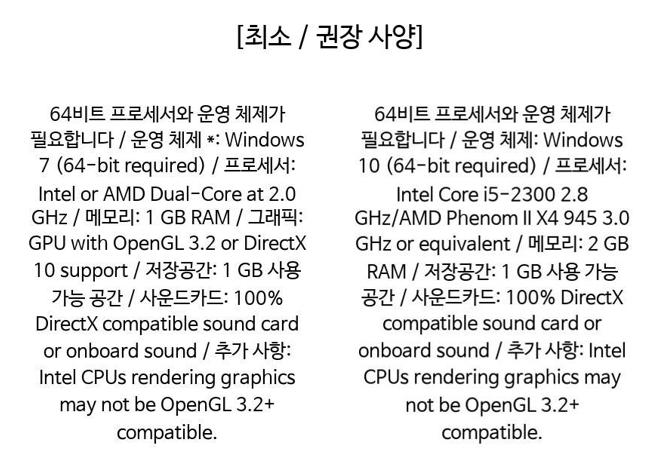 [최소 / 권장 사양]
64비트 프로세서와 운영 체제가
필요합니다 / 운영 체제 *: Windows
7 (64-bit required) / 프로세서:
Intel or AMD Dual-Core at 2.0
GHz / 메모리: 1 GB RAM / 그래픽:
GPU with OpenGL 3.2 or DirectX
10 support / 저장공간: 1 GB 사용
가능 공간 / 사운드카드: 100%
DirectX compatible sound card
or onboard sound / 추가 사항:
Intel CPUs rendering graphics
may not be OpenGL 3.2+
compatible.
64비트 프로세서와 운영 체제가
필요합니다 / 운영 체제: Windows
10 (64-bit required) / 프로세서:
Intel Core i5-2300 2.8
GHz/AMD Phenom II X4 945 3.0
GHz or equivalent / 메모리: 2 GB
RAM / 저장공간: 1 GB 사용 가능
공간 / 사운드카드: 100% DirectX
compatible sound card or
onboard sound / 추가 사항: Intel
CPUs rendering graphics may
not be OpenGL 3.2+
compatible.